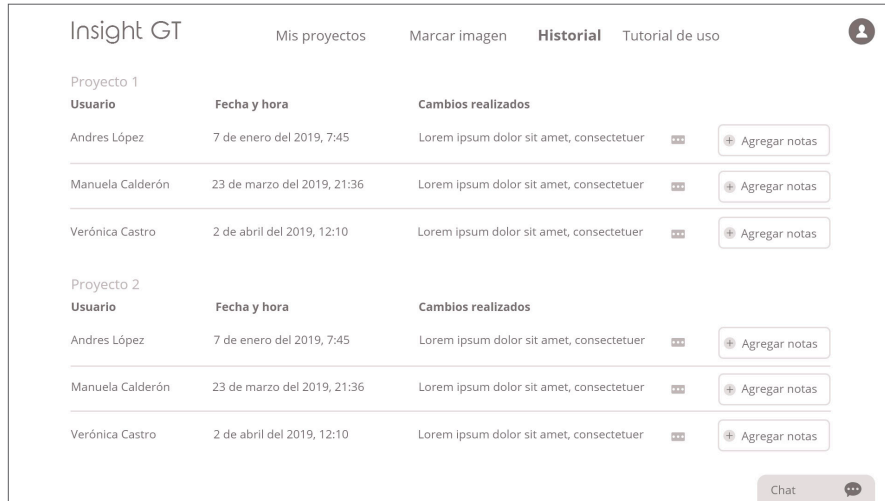 Insight GT
Mis proyectos Marcar imagen Historial Tutorial de uso
Proyecto 1
Usuario Fecha y hora Cambios realizados
Andres López 7 de enero del 2019, 7:45 Lorem ipsum dolor sit amet, consectetuer Agregar notas
Manuela Calderón 23 de marzo del 2019, 21:36 Lorem ipsum dolor sit amet, consectetuer Agregar notas
Verónica Castro 2 de abril del 2019, 12:10 Lorem ipsum dolor sit amet, consectetuer Agregar notas
Proyecto 2
Usuario Fecha y hora Cambios realizados
Andres López 7 de enero del 2019, 7:45 Lorem ipsum dolor sit amet, consectetuer Agregar notas
Manuela Calderón 23 de marzo del 2019, 21:36 Lorem ipsum dolor sit amet, consectetuer Agregar notas
Verónica Castro 2 de abril del 2019, 12:10 Lorem ipsum dolor sit amet, consectetuer Agregar notas
Chat